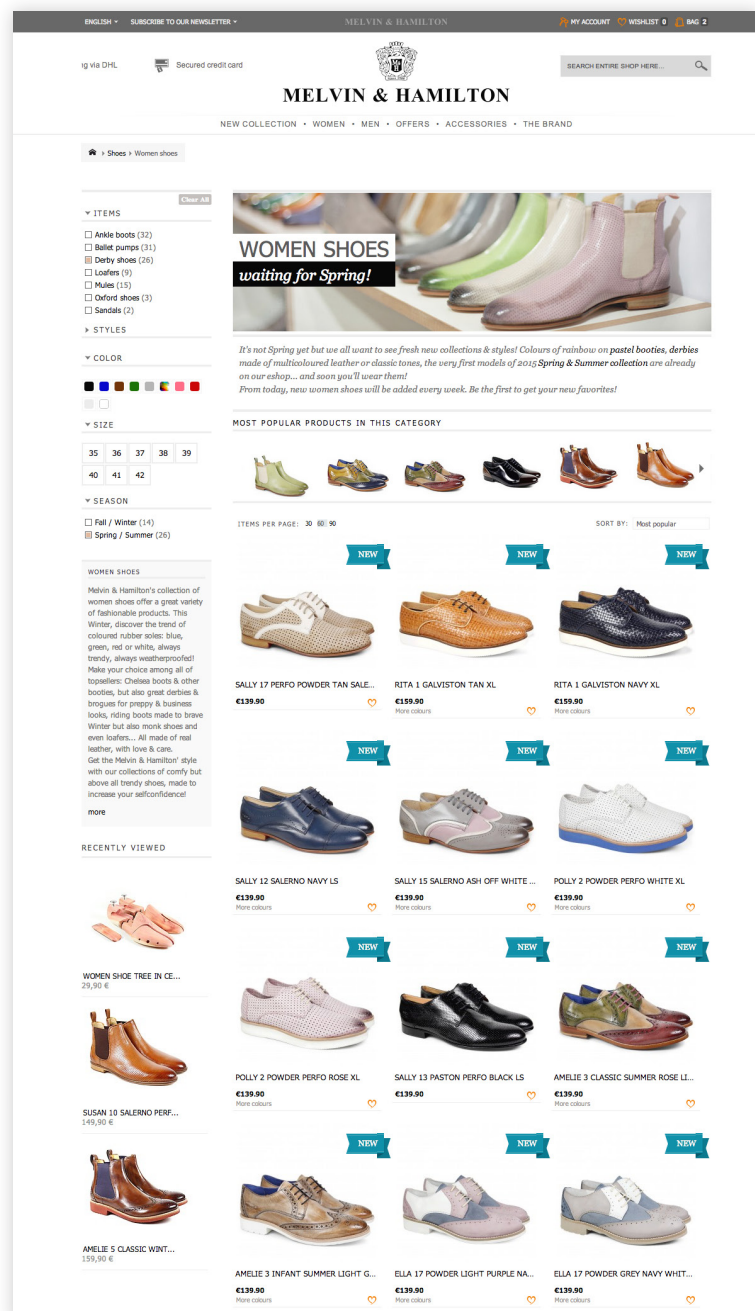 ENGLISH
SUBSCRIBE TO OUR NEWSLETTER
MELVIN & HAMILTON
MY ACCOUNT
WISHLIST 0
BAG 2
ıg via DHL
Secured credit card
MELVIN & HAMILTON
SEARCH ENTIRE SHOP HERE...
NEW COLLECTION • WOMEN • MEN • OFFERS • ACCESSORIES • THE BRAND
Shoes
Women shoes
Clear All
ITEMS
Ankle boots (32)
Ballet pumps (31)
Derby shoes (26)
Loafers (9)
Mules (15)
Oxford shoes (3)
Sandals (2)
STYLES
COLOR
SIZE
35 36 37 38 39
40 41 42
SEASON
Fall / Winter (14)
Spring / Summer (26)
WOMEN SHOES
Melvin & Hamilton's collection of
women shoes offer a great variety
of fashionable products. This
Winter, discover the trend of
coloured rubber soles: blue,
green, red or white, always
trendy, always weatherproofed!
Make your choice among all of
topsellers: Chelsea boots & other
booties, but also great derbies &
brogues for preppy & business
looks, riding boots made to brave
Winter but also monk shoes and
even loafers... All made of real
leather, with love & care.
Get the Melvin & Hamilton' style
with our collections of comfy but
above all trendy shoes, made to
increase your selfconfidence!
more
RECENTLY VIEWED
WOMEN SHOE TREE IN CE...
29,90 €
SUSAN 10 SALERNO PERF...
149,90 €
AMELIE 5 CLASSIC WINT...
159,90 €
WOMEN SHOES
waiting for Spring!
It's not Spring yet but we all want to see fresh new collections & styles! Colours of rainbow on pastel booties, derbies
made of multicoloured leather or classic tones, the very first models of 2015 Spring & Summer collection are already
on our eshop... and soon you'll wear them!
From today, new women shoes will be added every week. Be the first to get your new favorites!
MOST POPULAR PRODUCTS IN THIS CATEGORY
ITEMS PER PAGE: 30 60 90
SORT BY: Most popular
NEW
NEW
NEW
SALLY 17 PERFO POWDER TAN SALE...
RITA 1 GALVISTON TAN XL
RITA 1 GALVISTON NAVY XL
€139.90
€159.90
€159.90
More colours
More colours
NEW
NEW
NEW
SALLY 12 SALERNO NAVY LS
SALLY 15 SALERNO ASH OFF WHITE ...
POLLY 2 POWDER PERFO WHITE XL
€139.90
€139.90
€139.90
More colours
More colours
More colours
NEW
NEW
NEW
POLLY 2 POWDER PERFO ROSE XL
SALLY 13 PASTON PERFO BLACK LS
AMELIE 3 CLASSIC SUMMER ROSE LI...
€139.90
€139.90
€139.90
More colours
More colours
NEW
NEW
NEW
AMELIE 3 INFANT SUMMER LIGHT G...
ELLA 17 POWDER LIGHT PURPLE NA...
ELLA 17 POWDER GREY NAVY WHIT...
€139.90
€139.90
€139.90
More colours
More colours
More colours